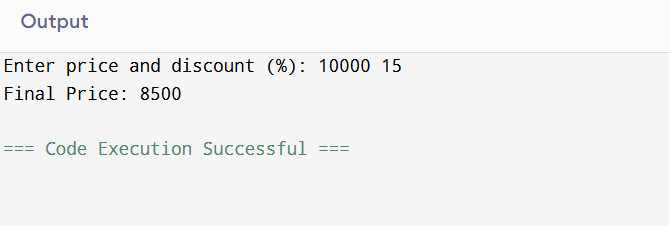 Output
Enter price and discount (%): 10000 15
Final Price: 8500
=== Code Execution Successful ===